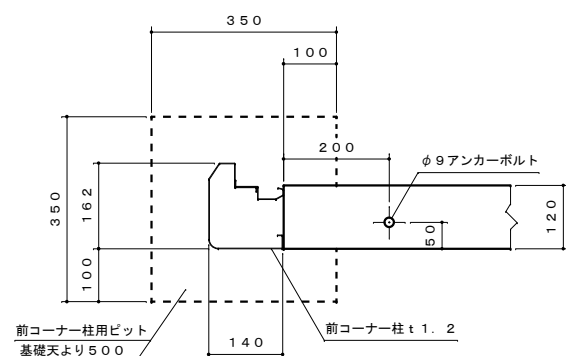 ３５０
１００
２００
φ９アンカーボルト
３５０
１６２
１００
５０
１２０
前コーナー柱用ピット
基礎天より５００
１４０
前コーナー柱ｔ１．２